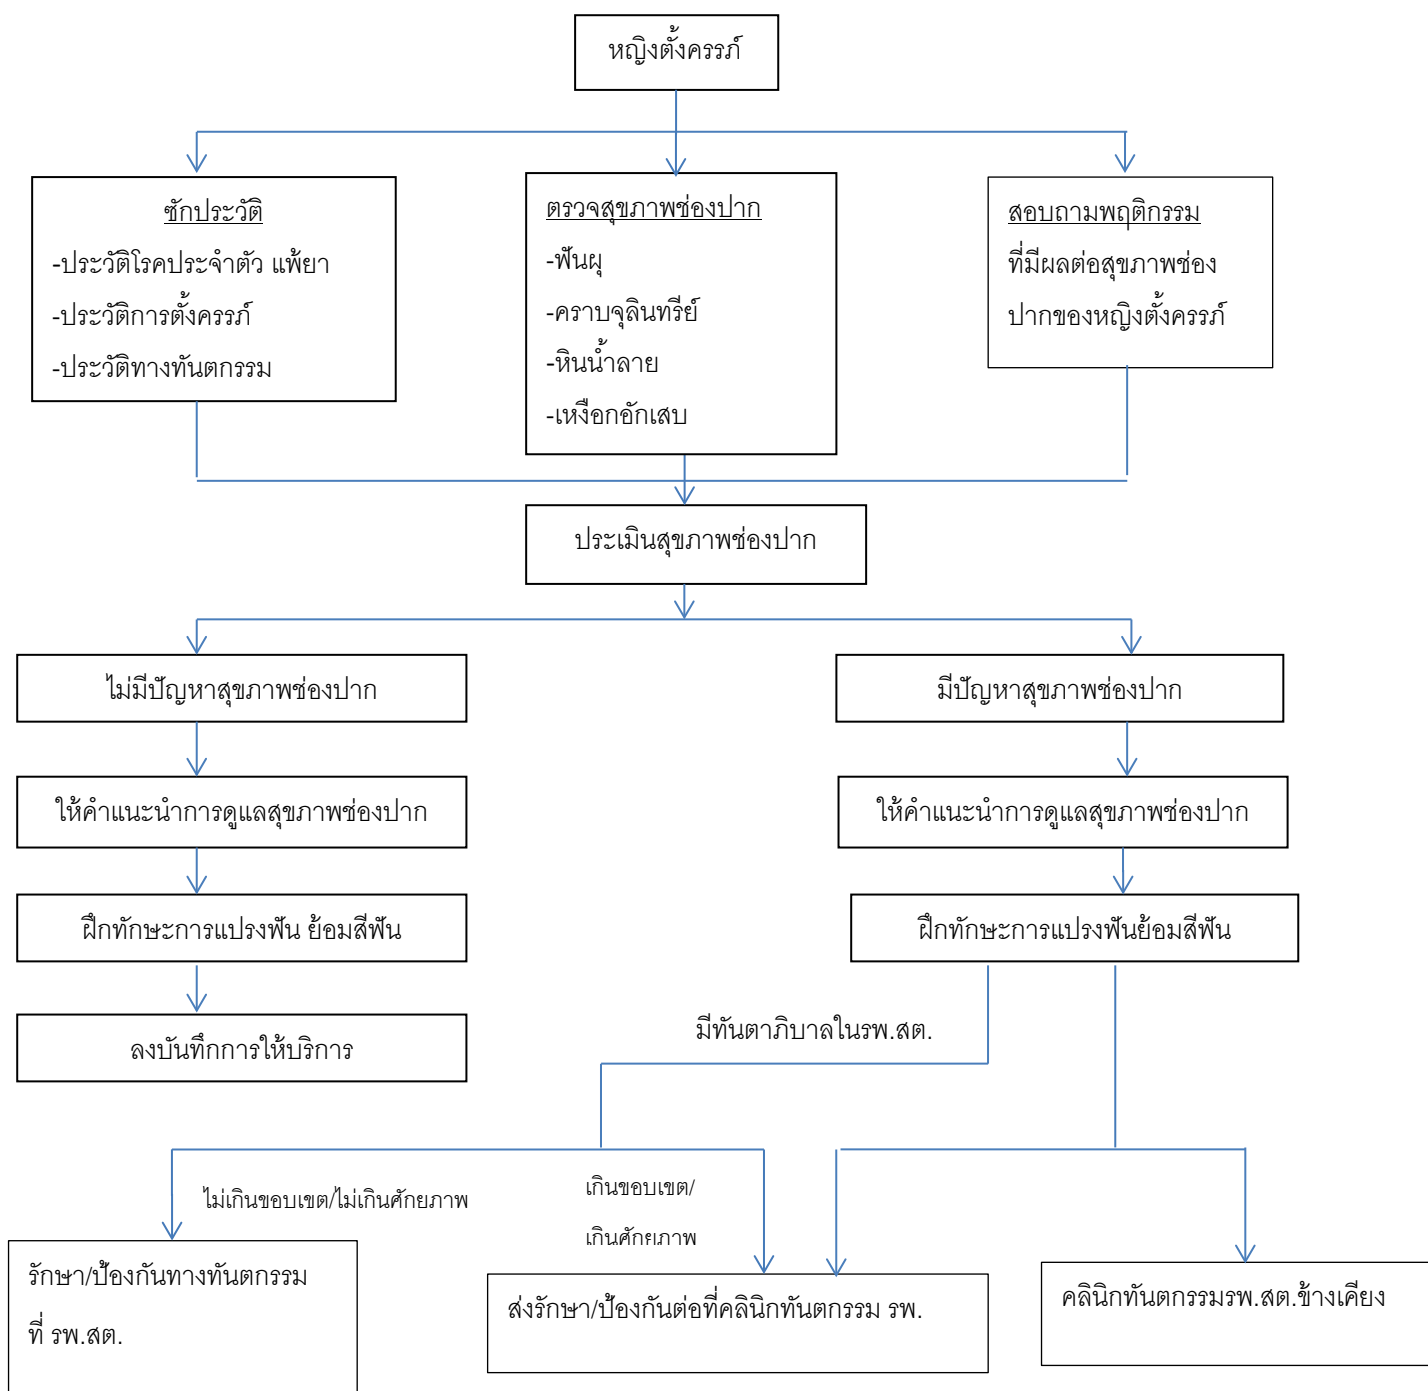 หญิงตั้งครรภ์
ซักประวัติ
-ประวัติโรคประจำตัว แพ้ยา
-ประวัติการตั้งครรภ์
-ประวัติทางทันตกรรม
ตรวจสุขภาพช่องปาก
-ฟันผุ
-คราบจุลินทรีย์
-หินน้ำลาย
-เหงือกอักเสบ
สอบถามพฤติกรรม
ที่มีผลต่อสุขภาพช่อง
ปากของหญิงตั้งครรภ์
ประเมินสุขภาพช่องปาก
ไม่มีปัญหาสุขภาพช่องปาก
มีปัญหาสุขภาพช่องปาก
ให้คำแนะนำการดูแลสุขภาพช่องปาก
ให้คำแนะนำการดูแลสุขภาพช่องปาก
ฝึกทักษะการแปรงฟัน ย้อมสีฟัน
ฝึกทักษะการแปรงฟันย้อมสีฟัน
ลงบันทึกการให้บริการ
มีทันตาภิบาลในรพ.สต.
ไม่เกินขอบเขต/ไม่เกินศักยภาพ
เกินขอบเขต/
เกินศักยภาพ
รักษา/ป้องกันทางทันตกรรม
ที่ รพ.สต.
ส่งรักษา/ป้องกันต่อที่คลินิกทันตกรรม รพ.
คลินิกทันตกรรมรพ.สต.ข้างเคียง